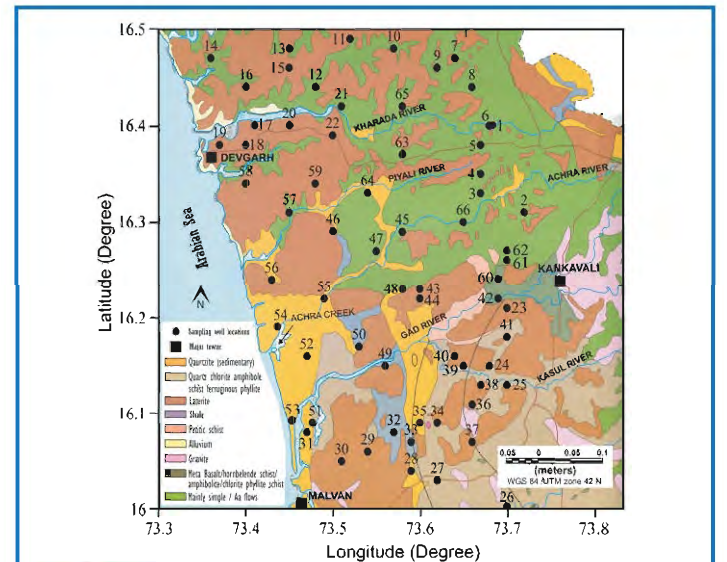 16.5
16.4
16.3
16.2
16.1
16
Latitude (Degree)
73.3 73.4 73.5 73.6 73.7 73.8
Longitude (Degree)
14 13 15 11 10 9 7 8
16 12 21 65
KHARADA RIVER
17 20 22 6 1
19 18 63 5
DEVGARH
58 59 64 PIYALI RIVER 4 ACHRA RIVER
3
57 46 45 66 2
47 62
61
Arabian Sea
56 55 48 43 60 KANKAVALI
44 42
N
54 ACHRA CREEK GAD RIVER 23
50 41
52 49 40 39 24 KASUL RIVER
38 25
53 51 35 34 36
31 32 33 37
30 29 28 27
MALVAN 26
Sampling well locations
Major town
Quartzite (sedimentary)
Quartz chlorite amphibole
schist ferruginous phyllite
Laterite
Shale
Pebtic schist
Alluvium
Granite
Meta Basalt/hornbelende schist/
amphibolite/chlorite phyllite schist
Mainly simple / Aa flows
0.05 0 0.05 0.1
(meters)
WGS 84 /UTM zone 42 N